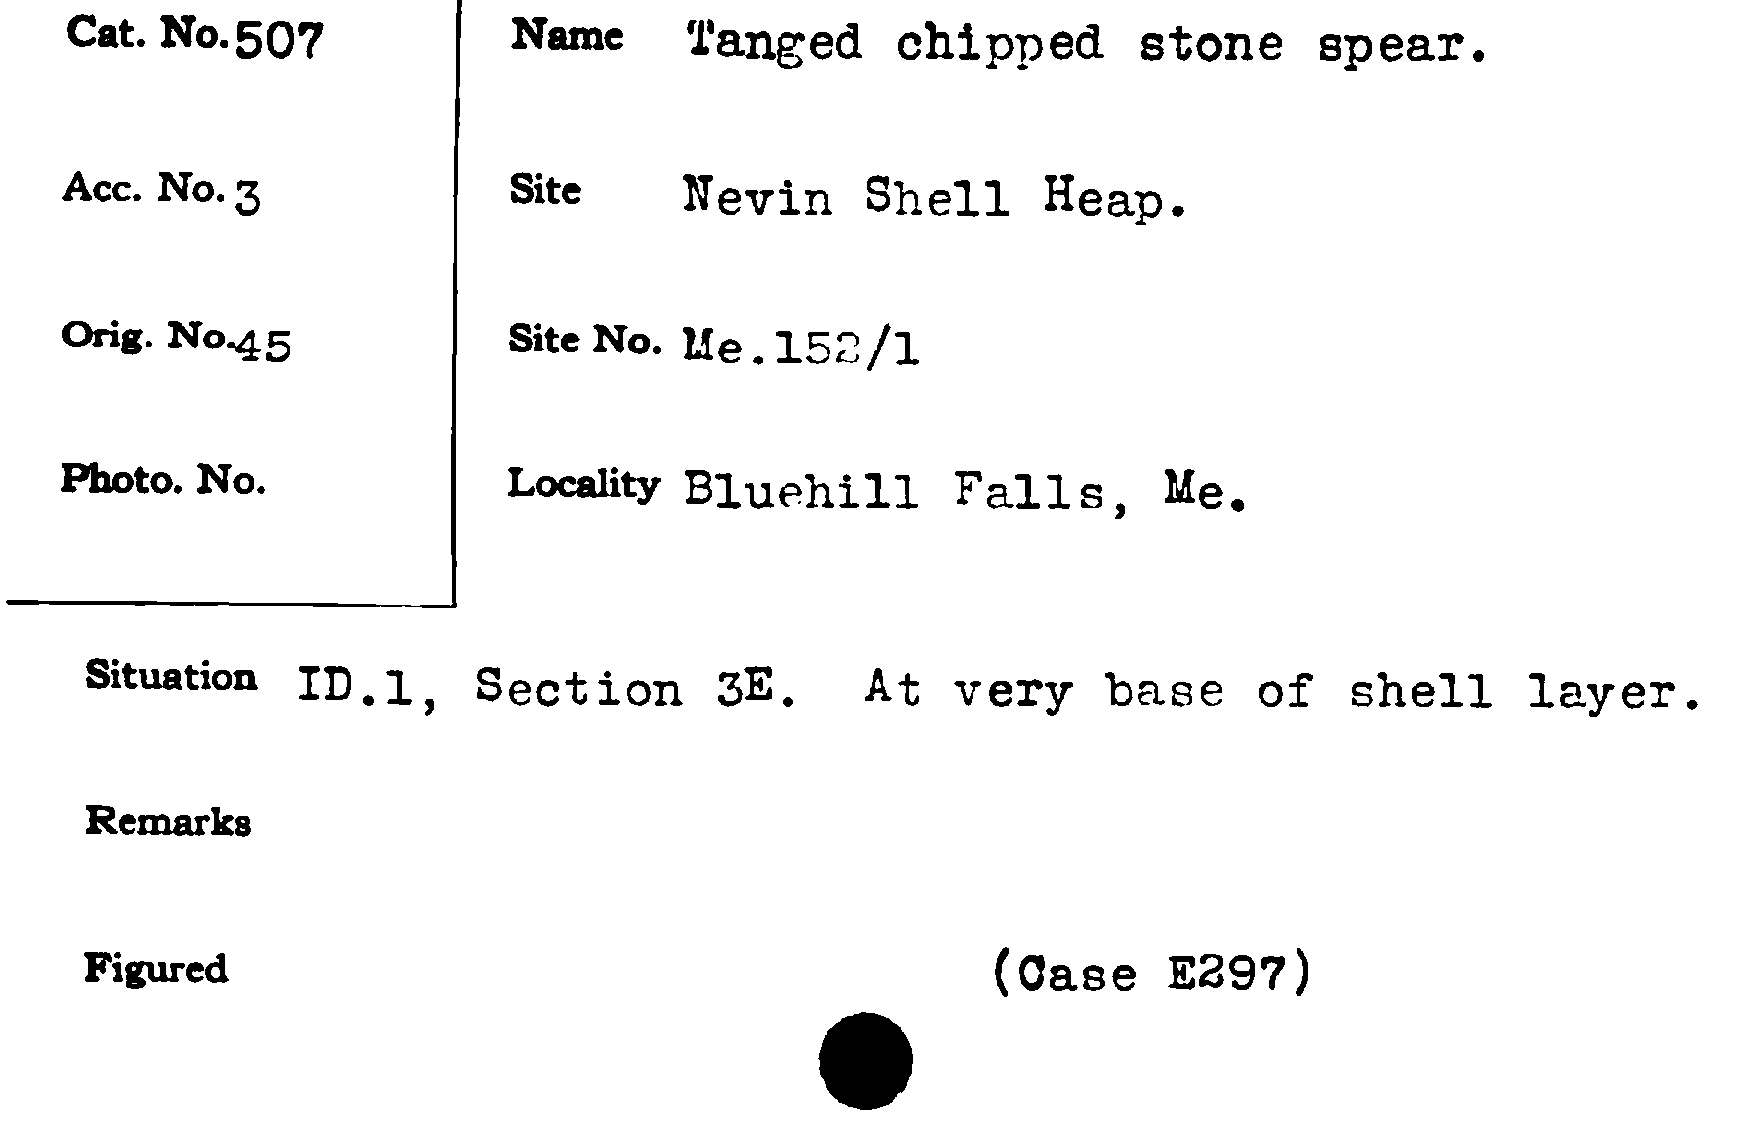 Cat. No. 507
Name Tanged chipped stone spear.
Acc. No. 3
Site Nevin Shell Heap.
Orig. No. 45
Site No. Me.152/1
Photo. No.
Locality Bluehill Falls, Me.
Situation ID.1, Section 3E. At very base of shell layer.
Remarks
Figured
(Case E297)